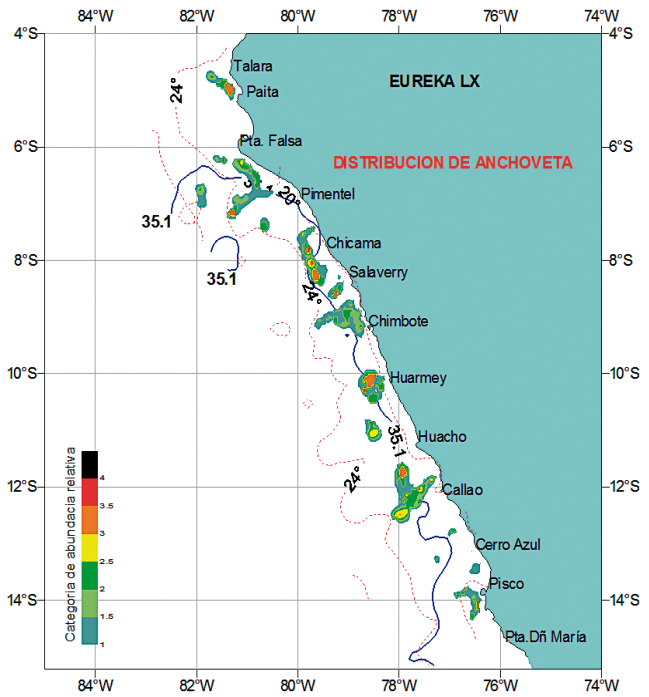 84°W 82°W 80°W 78°W 76°W 74°W
4°S 4°S
Talara
EUREKA LX
24°
Paita
Pta. Falsa
6°S 6°S
DISTRIBUCION DE ANCHOVETA
20°
Pimentel
35.1
Chicama
8°S 8°S
35.1
Salaverry
24°
Chimbote
10°S 10°S
Huarmey
35.1
Huacho
24°
12°S 12°S
Callao
Categoria de abundacia relativa
4
3.5
3
2.5
2
1.5
1
Cerro Azul
Pisco
14°S 14°S
Pta.Dñ María
84°W 82°W 80°W 78°W 76°W 74°W